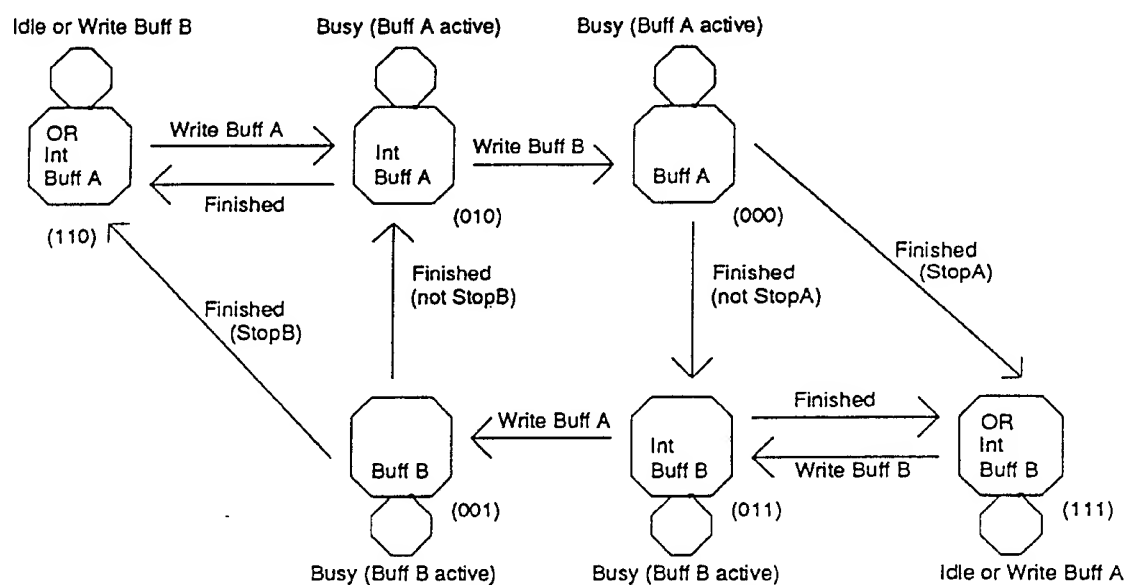 Idle or Write Buff B
Busy (Buff A active)
Busy (Buff A active)
OR
Int
Buff A
(110)
Write Buff A
Finished
Int
Buff A
(010)
Write Buff B
Buff A
(000)
Finished
(StopB)
Finished
(not StopB)
Finished
(not StopA)
Finished
(StopA)
Buff B
(001)
Busy (Buff B active)
Write Buff A
Int
Buff B
(011)
Busy (Buff B active)
Finished
Write Buff B
OR
Int
Buff B
(111)
Idle or Write Buff A